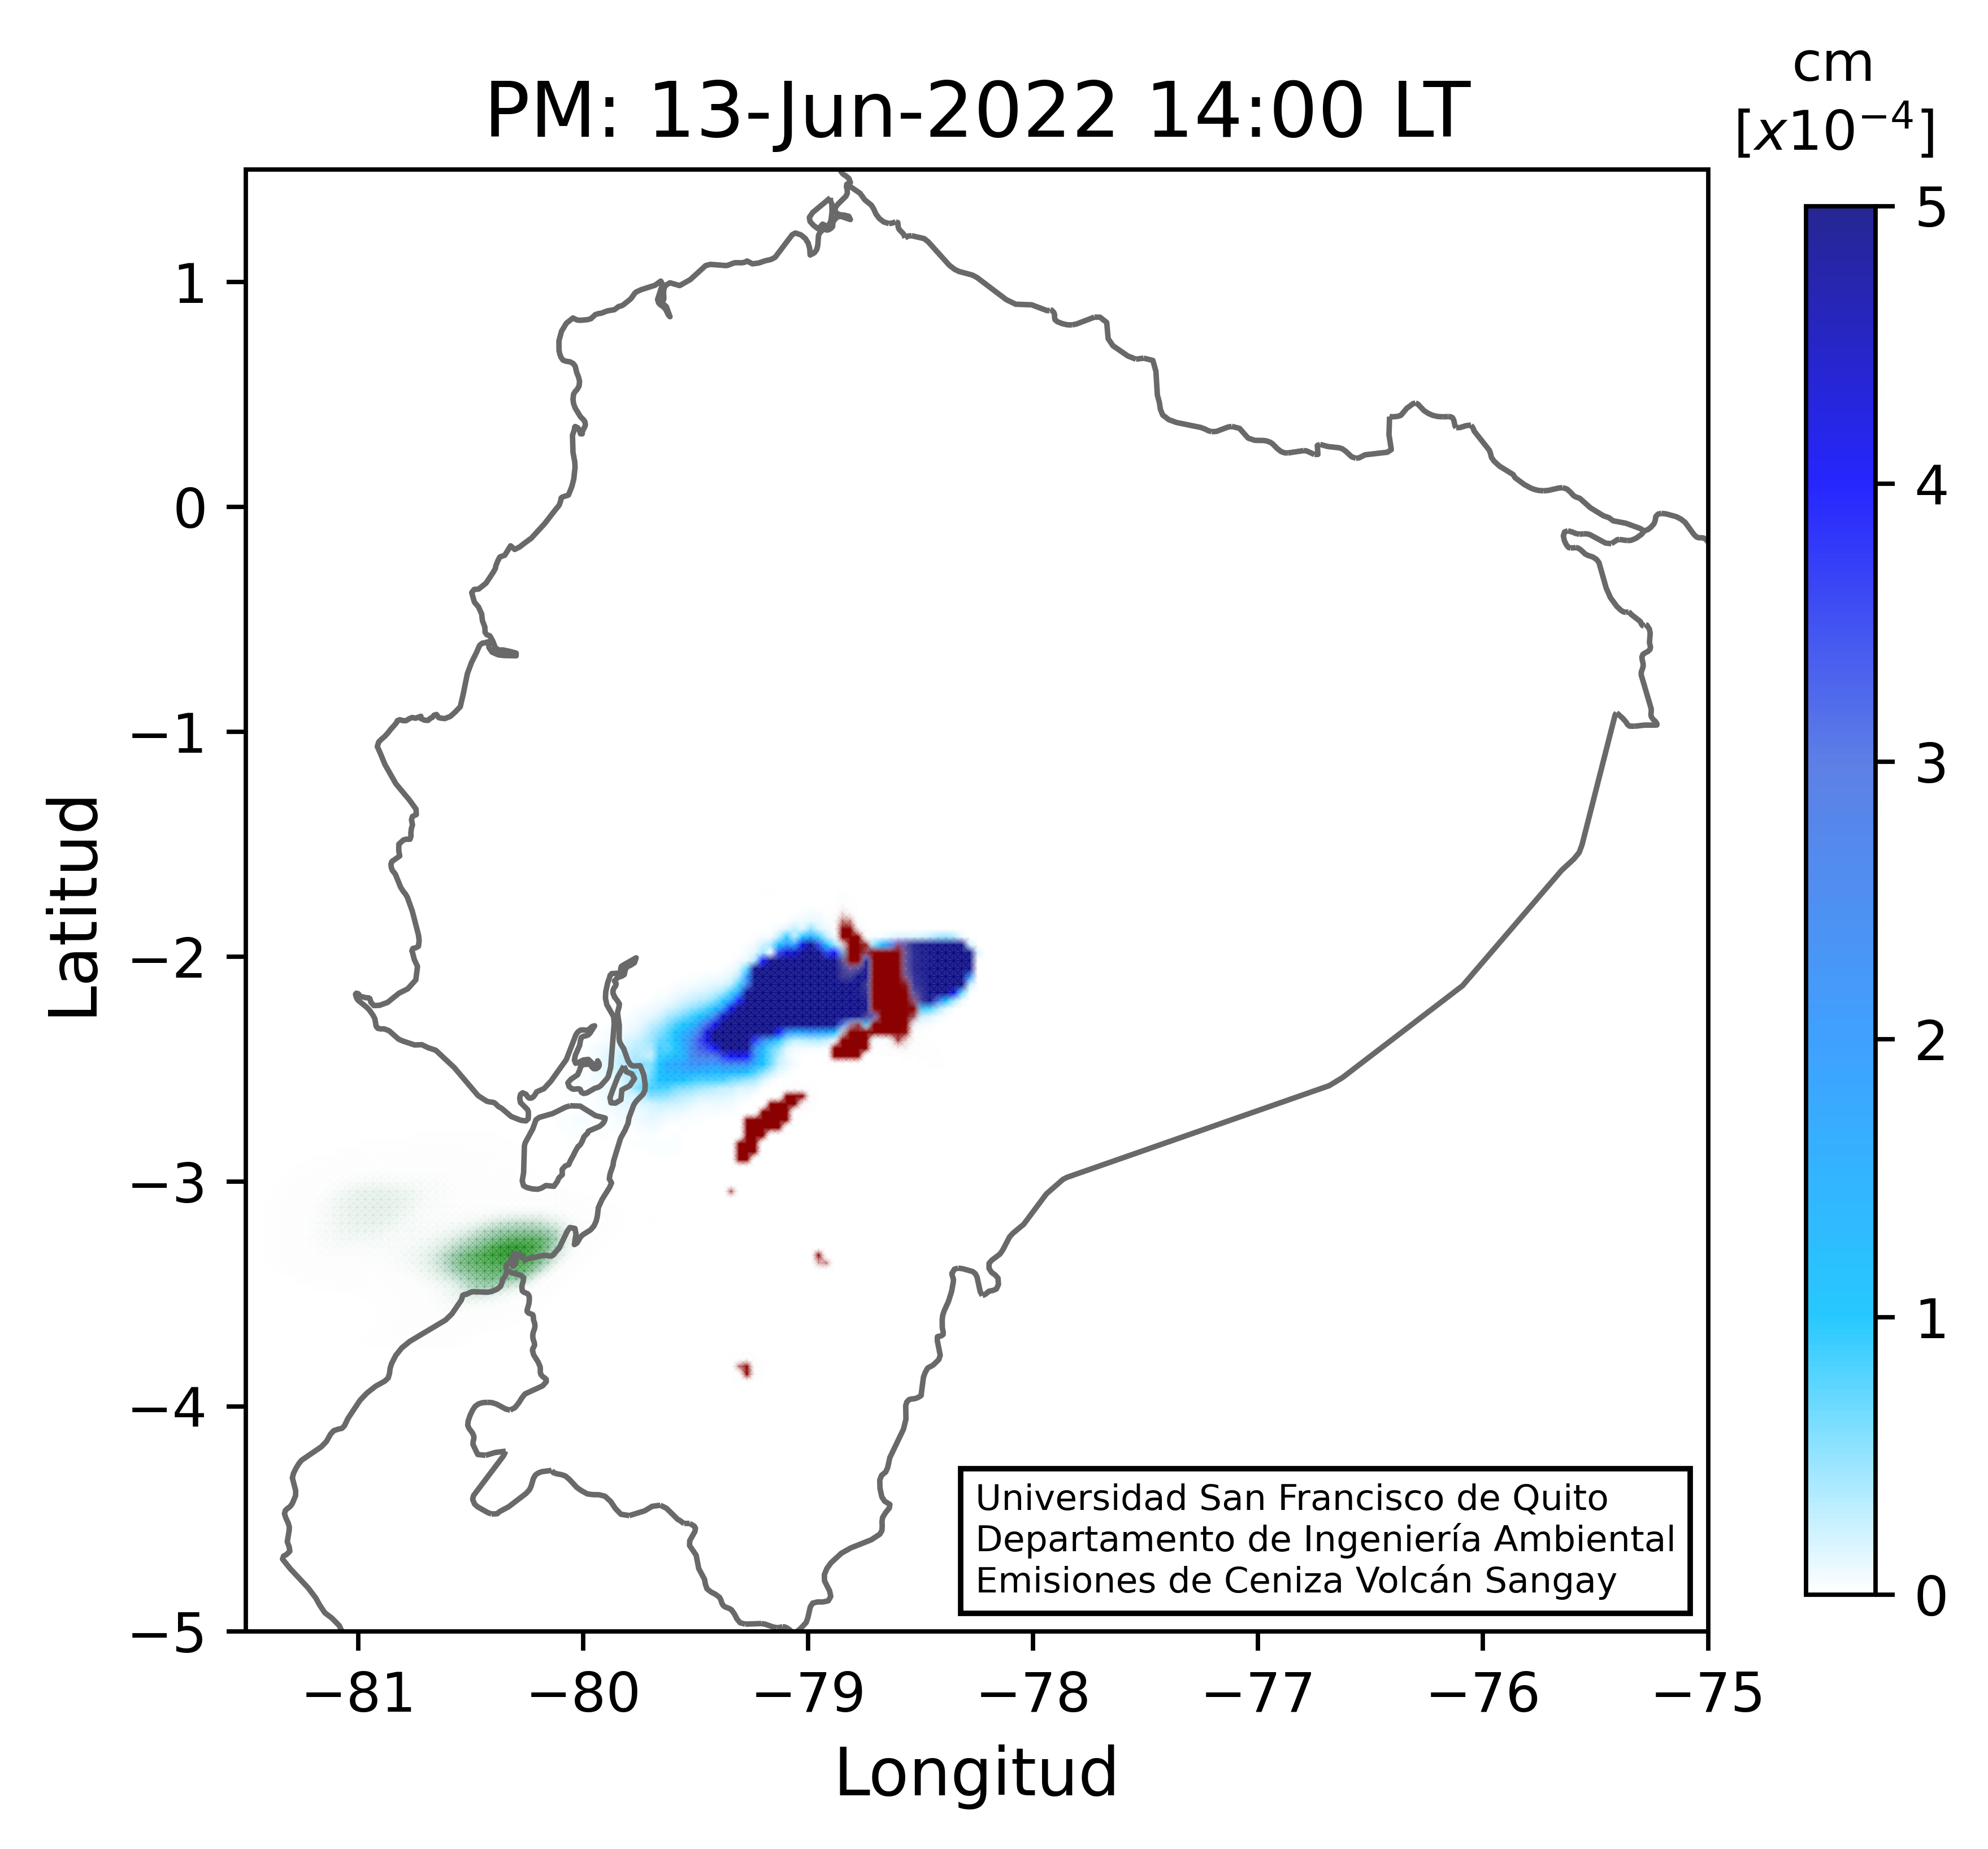 cm
[x10⁻⁴]
PM: 13-Jun-2022 14:00 LT
5
4
3
2
1
0
Latitud
1
0
−1
−2
−3
−4
−5
Universidad San Francisco de Quito
Departamento de Ingeniería Ambiental
Emisiones de Ceniza Volcán Sangay
−81 −80 −79 −78 −77 −76 −75
Longitud